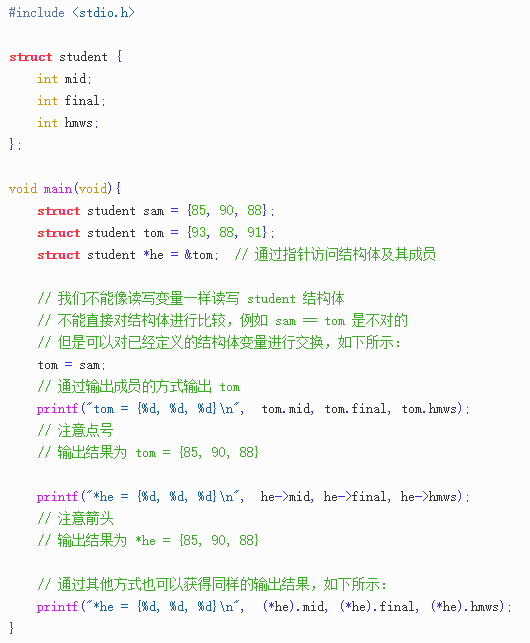 #include <stdio.h>

struct student {
    int mid;
    int final;
    int hmws;
};

void main(void){
    struct student sam = {85, 90, 88};
    struct student tom = {93, 88, 91};
    struct student *he = &tom;  // 通过指针访问结构体及其成员

    // 我们不能像读写变量一样读写 student 结构体
    // 不能直接对结构体进行比较，例如 sam == tom 是不对的
    // 但是可以对已经定义的结构体变量进行交换，如下所示：
    tom = sam;
    // 通过输出成员的方式输出 tom
    printf("tom = {%d, %d, %d}\n",  tom.mid, tom.final, tom.hmws);
    // 注意点号
    // 输出结果为 tom = {85, 90, 88}

    printf("*he = {%d, %d, %d}\n",  he->mid, he->final, he->hmws);
    // 注意箭头
    // 输出结果为 *he = {85, 90, 88}

    // 通过其他方式也可以获得同样的输出结果，如下所示：
    printf("*he = {%d, %d, %d}\n",  (*he).mid, (*he).final, (*he).hmws);
}